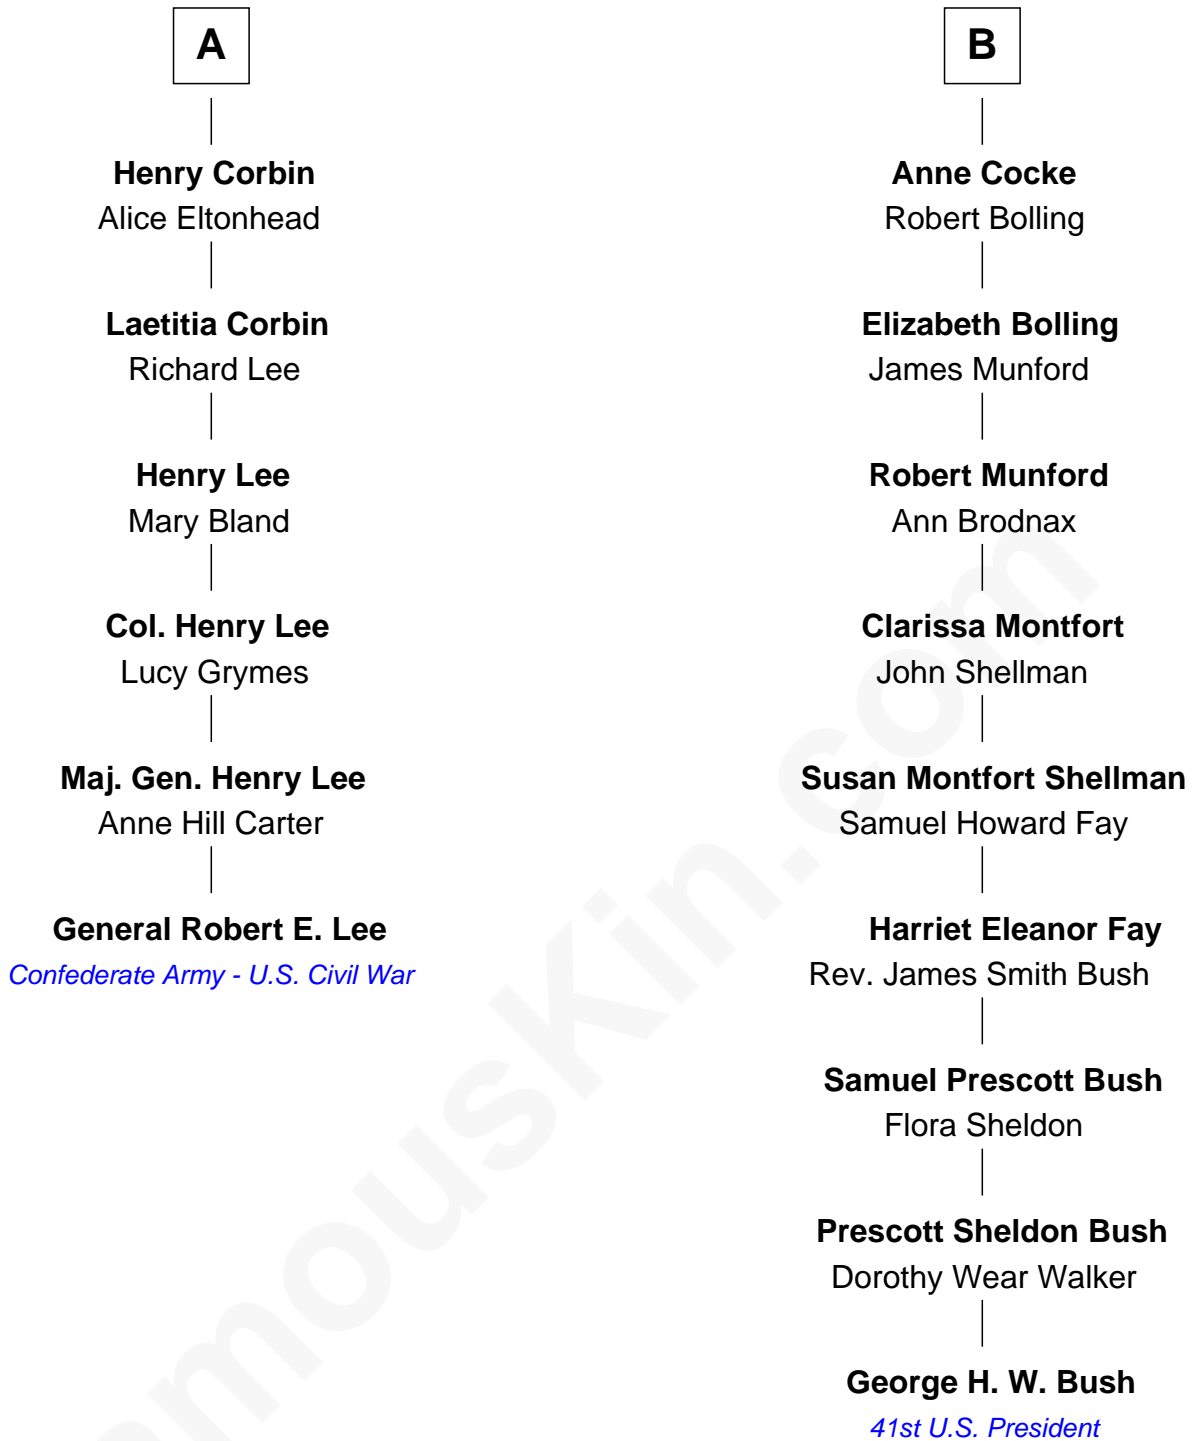 A
Henry Corbin
Alice Eltonhead
Laetitia Corbin
Richard Lee
Henry Lee
Mary Bland
Col. Henry Lee
Lucy Grymes
Maj. Gen. Henry Lee
Anne Hill Carter
General Robert E. Lee
Confederate Army - U.S. Civil War
B
Anne Cocke
Robert Bolling
Elizabeth Bolling
James Munford
Robert Munford
Ann Brodnax
Clarissa Montfort
John Shellman
Susan Montfort Shellman
Samuel Howard Fay
Harriet Eleanor Fay
Rev. James Smith Bush
Samuel Prescott Bush
Flora Sheldon
Prescott Sheldon Bush
Dorothy Wear Walker
George H. W. Bush
41st U.S. President
amouskin.com